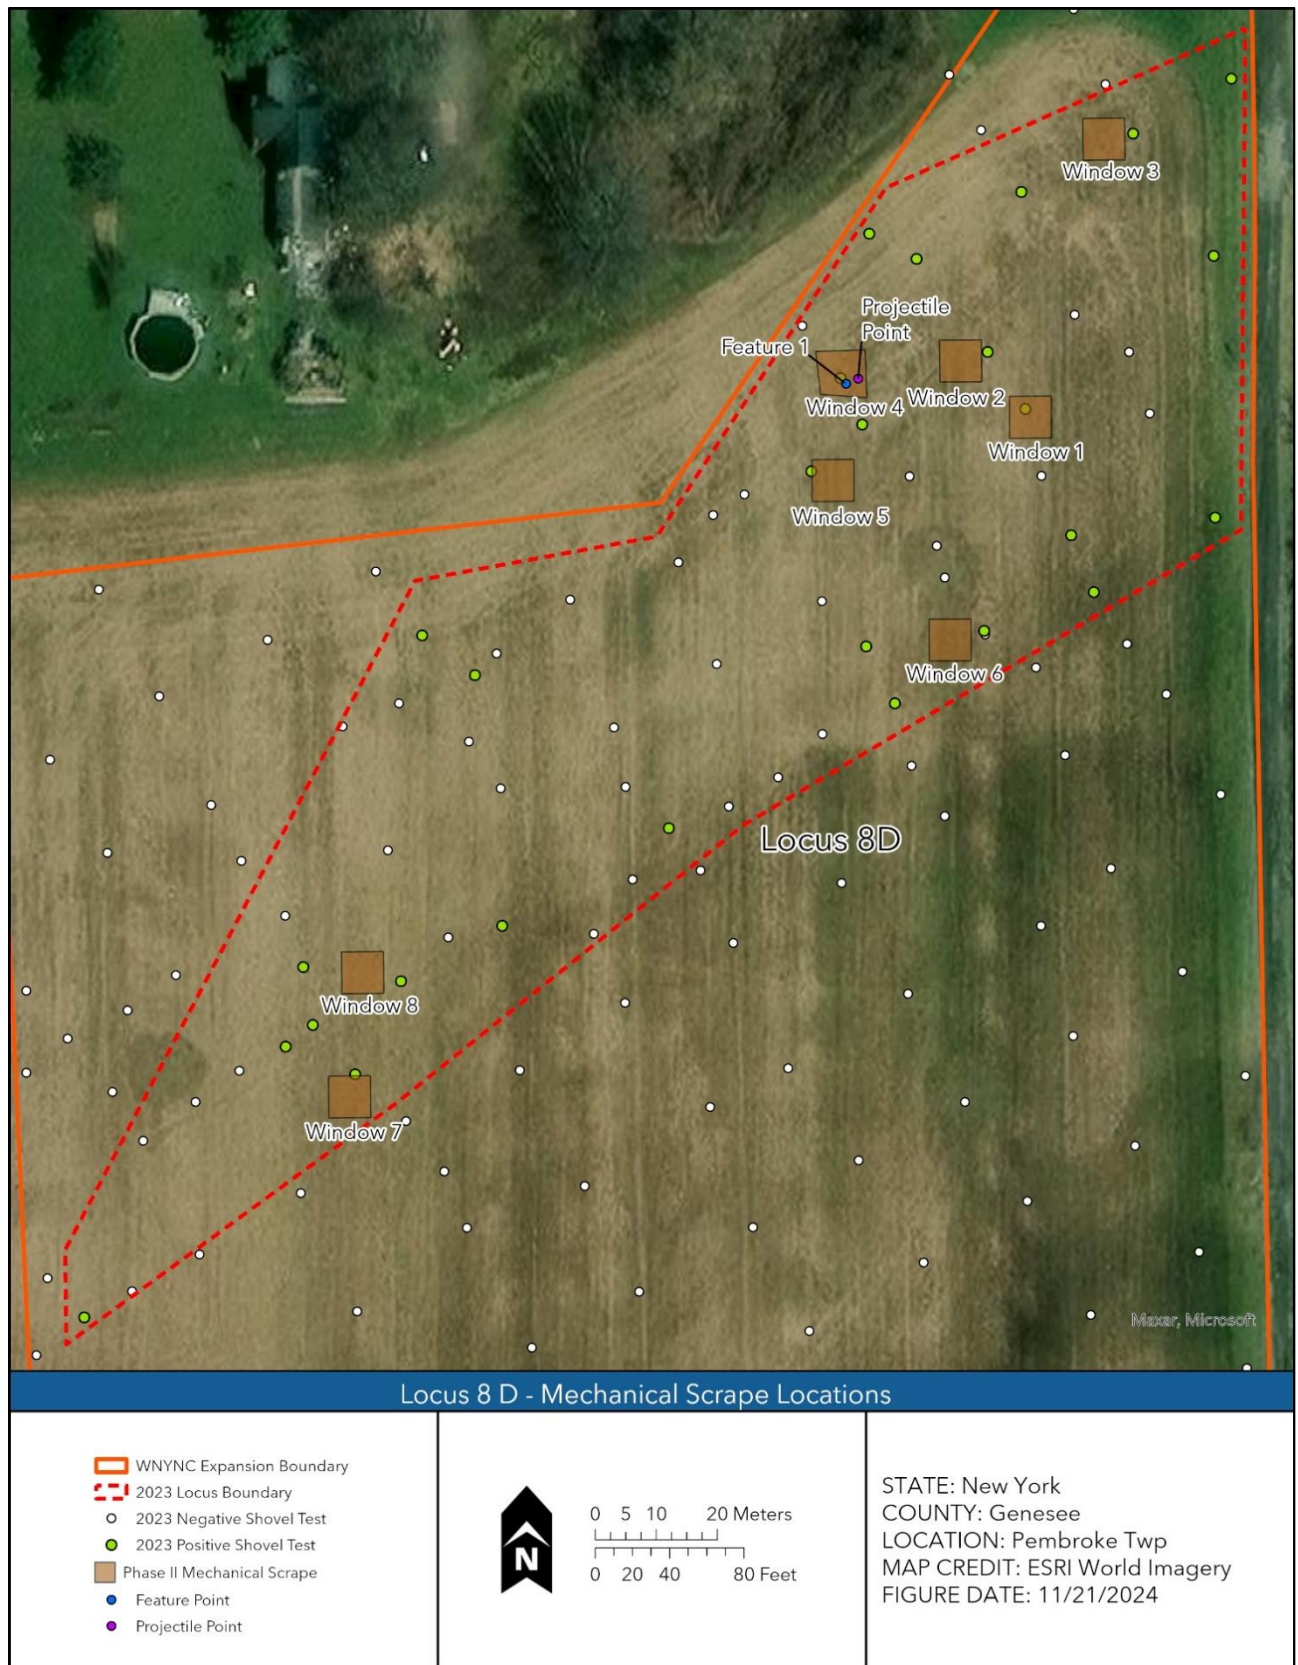 Window 3
Projectile
Point
Feature 1
Window 4
Window 2
Window 1
Window 5
Window 6
Locus 8D
Window 8
Window 7
Maxar, Microsoft
Locus 8 D - Mechanical Scrape Locations
WNYNC Expansion Boundary
2023 Locus Boundary
2023 Negative Shovel Test
2023 Positive Shovel Test
Phase II Mechanical Scrape
Feature Point
Projectile Point
N
0 5 10 20 Meters
0 20 40 80 Feet
STATE: New York
COUNTY: Genesee
LOCATION: Pembroke Twp
MAP CREDIT: ESRI World Imagery
FIGURE DATE: 11/21/2024